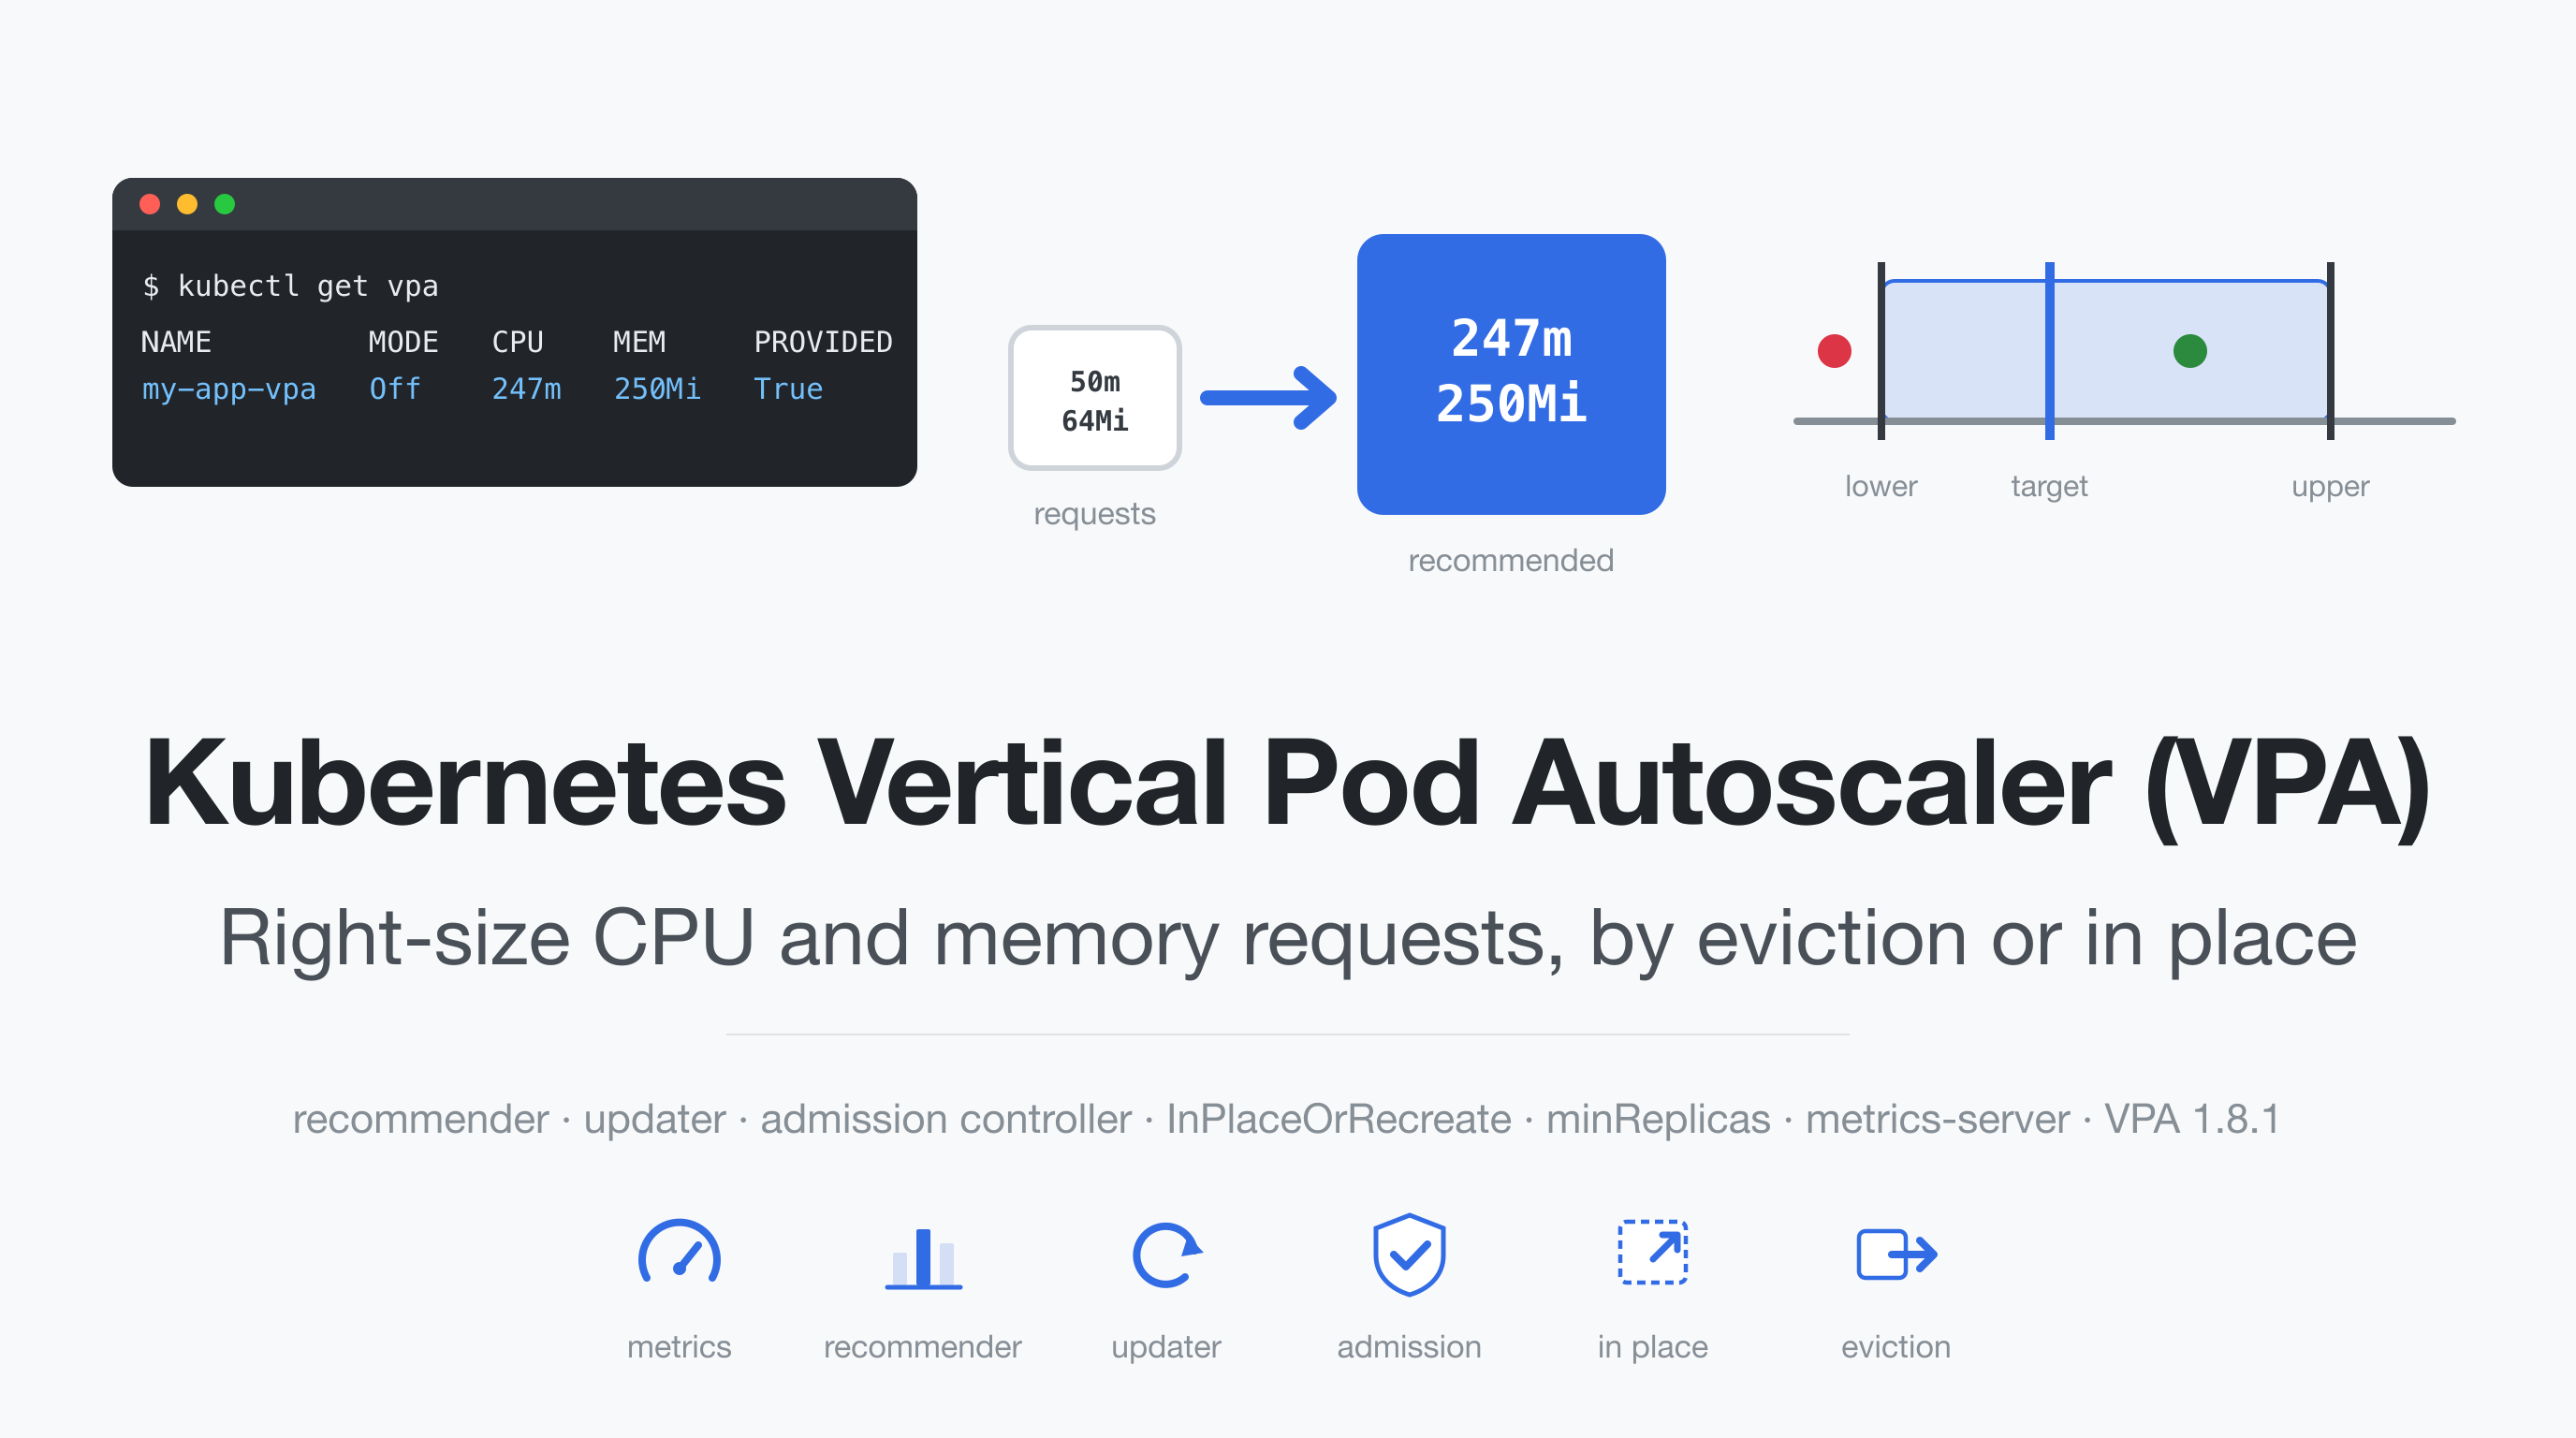 $ kubectl get vpa
NAME MODE CPU MEM PROVIDED
my-app-vpa Off 247m 250Mi True
50m
64Mi
requests
247m
250Mi
recommended
lower target upper
Kubernetes Vertical Pod Autoscaler (VPA)
Right-size CPU and memory requests, by eviction or in place
recommender · updater · admission controller · InPlaceOrRecreate · minReplicas · metrics-server · VPA 1.8.1
metrics recommender updater admission in place eviction